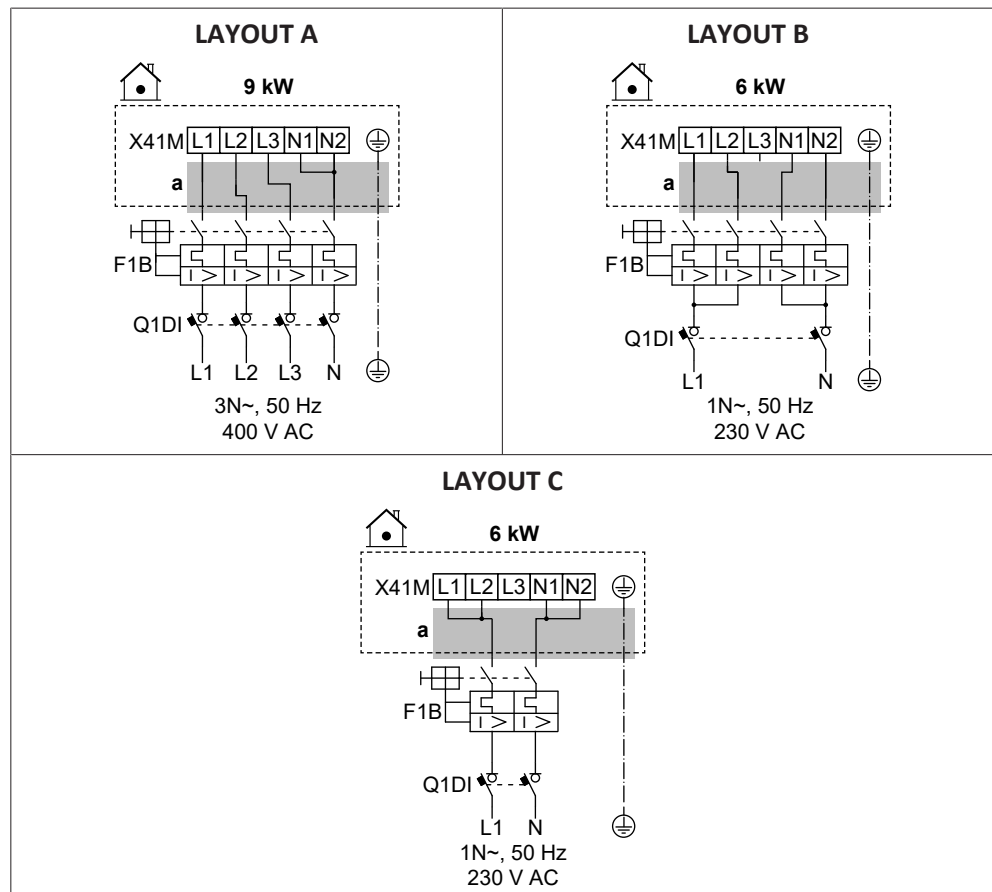 LAYOUT A
9 kW
X41M L1 L2 L3 N1 N2
a
F1B
I > I > I > I >
Q1DI
L1 L2 L3 N
3N~, 50 Hz
400 V AC
LAYOUT B
6 kW
X41M L1 L2 L3 N1 N2
a
F1B
I > I > I > I >
Q1DI
L1 N
1N~, 50 Hz
230 V AC
LAYOUT C
6 kW
X41M L1 L2 L3 N1 N2
a
F1B
I > I >
Q1DI
L1 N
1N~, 50 Hz
230 V AC